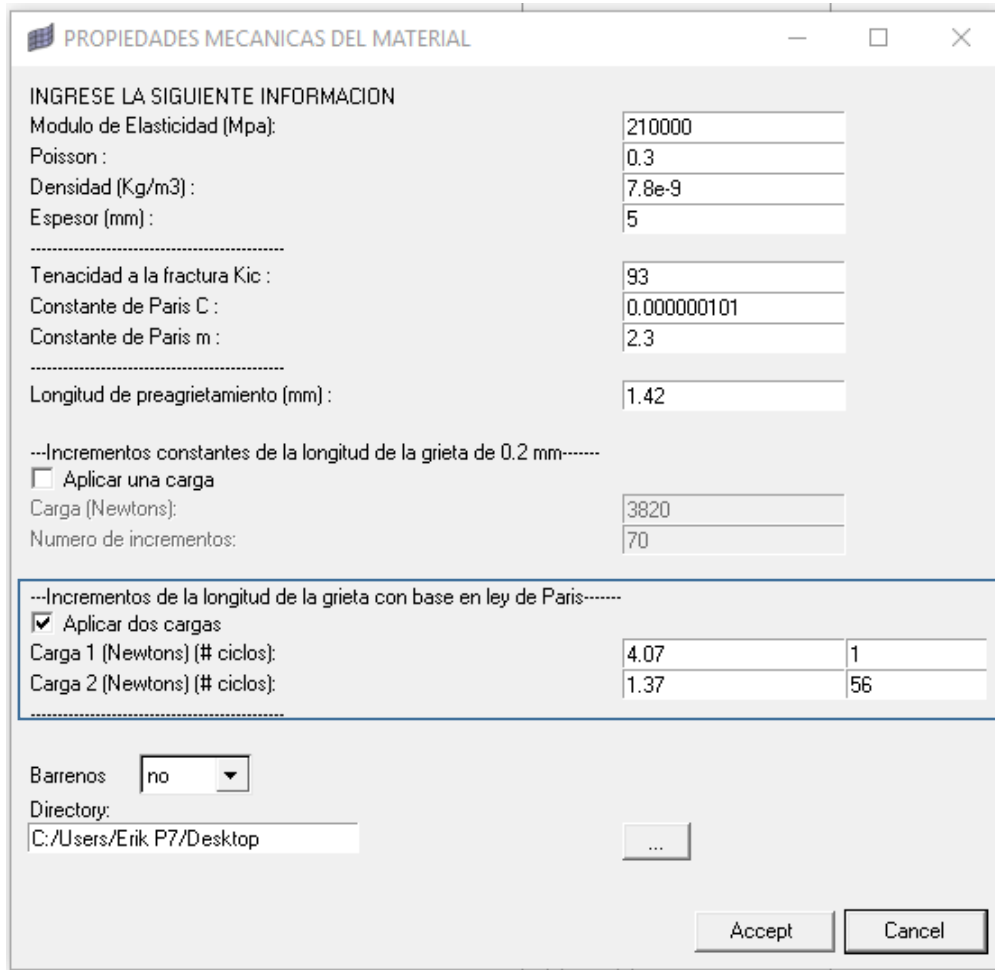 PROPIEDADES MECANICAS DEL MATERIAL
INGRESE LA SIGUIENTE INFORMACION
Modulo de Elasticidad (Mpa): 210000
Poisson : 0.3
Densidad (Kg/m3) : 7.8e-9
Espesor (mm) : 5
-----------------------------------------------
Tenacidad a la fractura Kic : 93
Constante de Paris C : 0.000000101
Constante de Paris m : 2.3
-----------------------------------------------
Longitud de preagrietamiento (mm) : 1.42
---Incrementos constantes de la longitud de la grieta de 0.2 mm-------
Aplicar una carga
Carga (Newtons): 3820
Numero de incrementos: 70
---Incrementos de la longitud de la grieta con base en ley de Paris-------
Aplicar dos cargas
Carga 1 (Newtons) (# ciclos): 4.07 1
Carga 2 (Newtons) (# ciclos): 1.37 56
-----------------------------------------------
Barrenos no
Directory:
C:/Users/Erik P7/Desktop ...
Accept Cancel